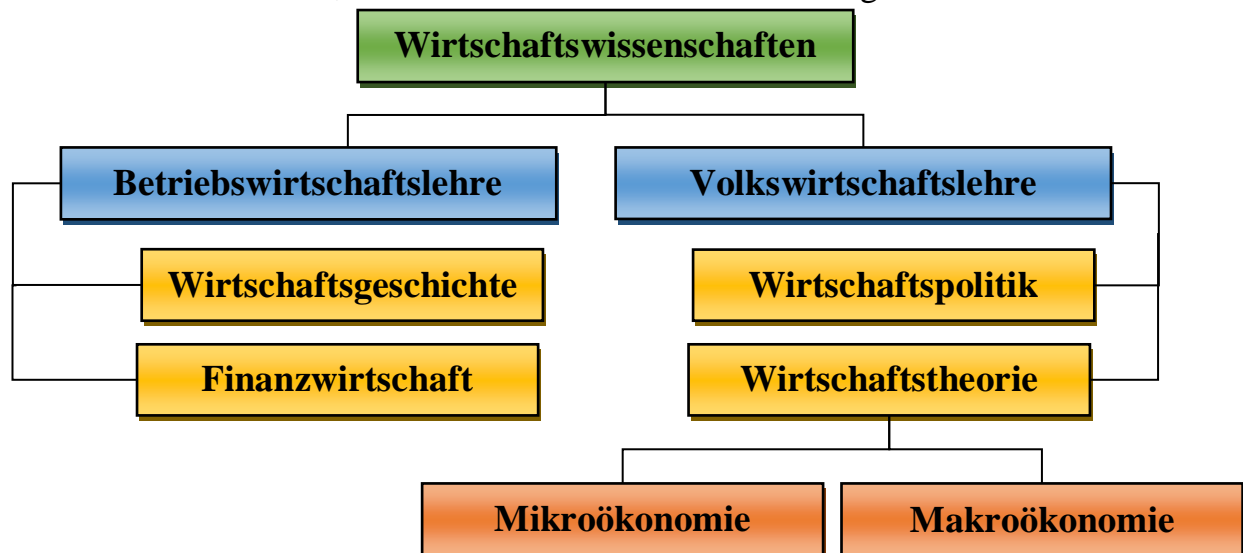 Wirtschaftswissenschaften
Betriebswirtschaftslehre
Volkswirtschaftslehre
Wirtschaftsgeschichte
Wirtschaftspolitik
Finanzwirtschaft
Wirtschaftstheorie
Mikroökonomie
Makroökonomie